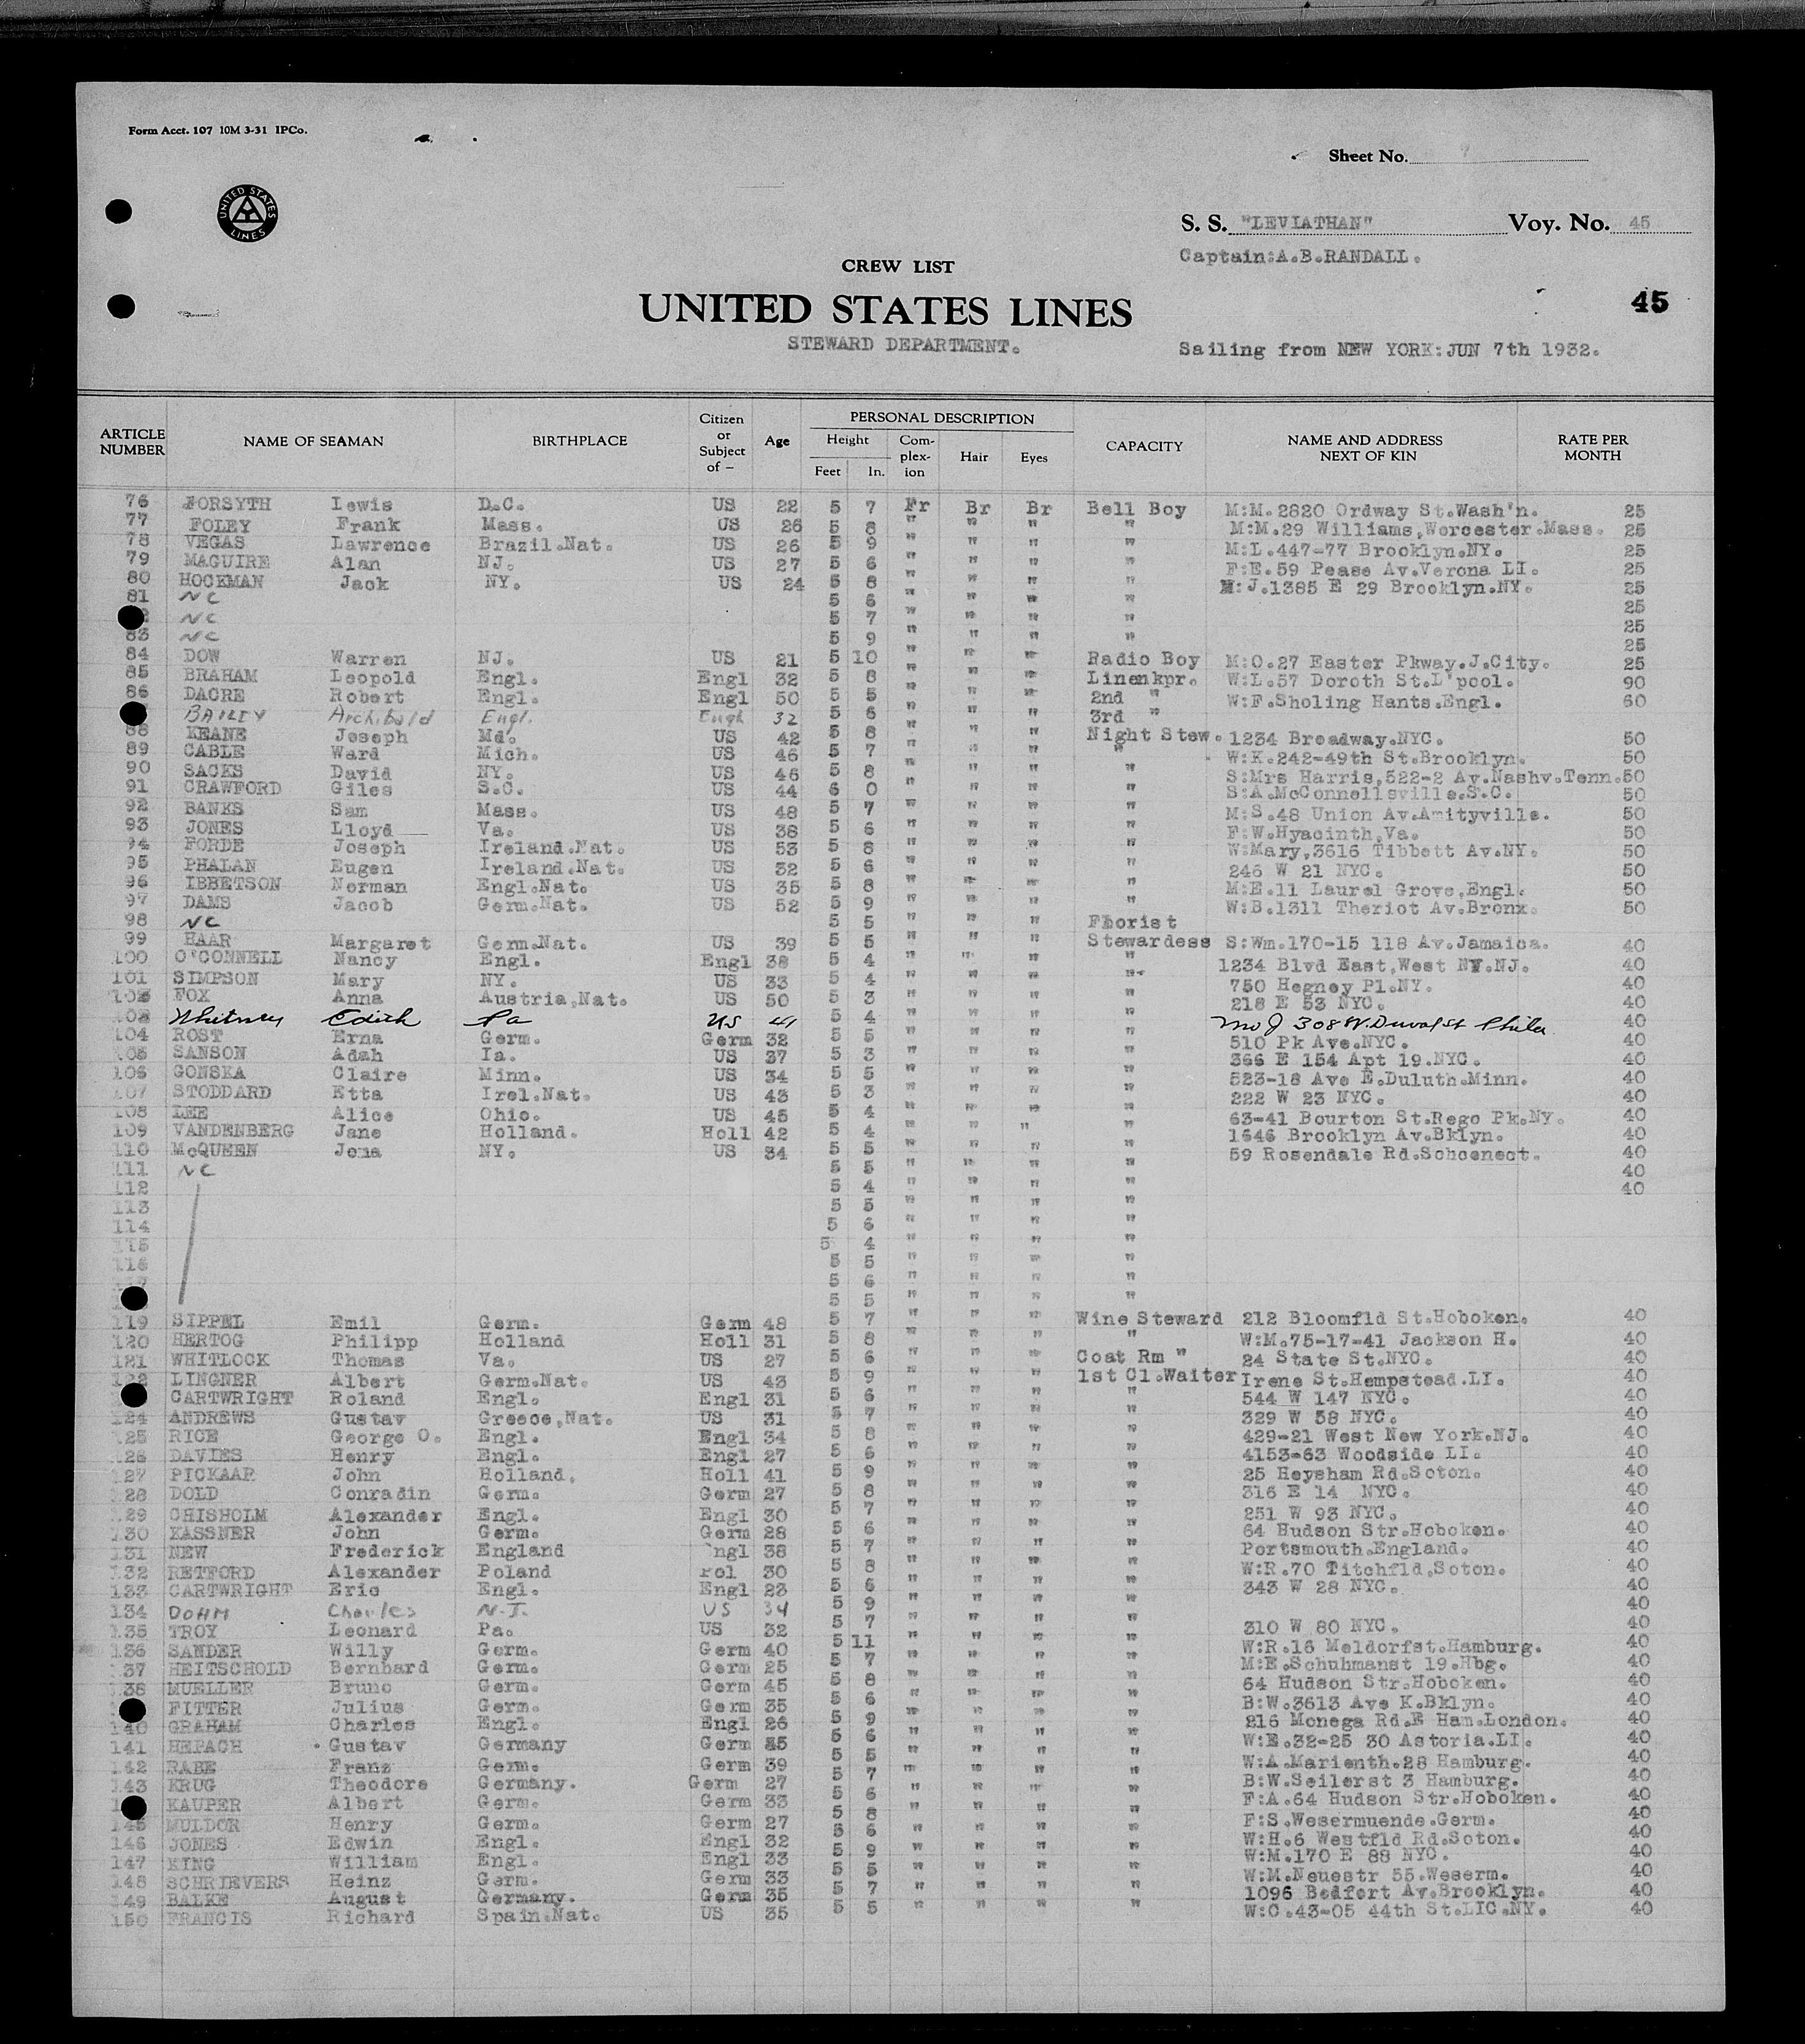 Form Acct. 107 10M 3-31 IPCo.
Sheet No.
UNITED STATES LINES
S. S. "LEVIATHAN" Voy. No. 45
Captain:A.B.RANDALL.
CREW LIST
UNITED STATES LINES
45
STEWARD DEPARTMENT.
Sailing from NEW YORK:JUN 7th 1932.
ARTICLE NUMBER NAME OF SEAMAN BIRTHPLACE Citizen or Subject of – Age PERSONAL DESCRIPTION Height Feet In. Com-plex-ion Hair Eyes CAPACITY NAME AND ADDRESS NEXT OF KIN RATE PER MONTH
76 FORSYTH Lewis D.C. US 22 5 7 Fr Br Br Bell Boy M:M.2820 Ordway St.Wash'n. 25
77 FOLEY Frank Mass. US 26 5 8 " " " " M:M.29 Williams,Worcester.Mass. 25
78 VEGAS Lawrence Brazil.Nat. US 26 5 9 " " " " M:L.447-77 Brooklyn.NY. 25
79 MAGUIRE Alan NJ. US 27 5 6 " " " " F:E.59 Pease Av.Verona LI. 25
80 HOCKMAN Jack NY. US 24 5 8 " " " " M:J.1385 E 29 Brooklyn.NY. 25
81 NC 5 6 " " " " 25
NC 5 7 " " " " 25
83 NC 5 9 " " " " 25
84 DOW Warren NJ. US 21 5 10 " " " Radio Boy M:O.27 Easter Pkway.J.City. 25
85 BRAHAM Leopold Engl. Engl 32 5 8 " " " Linenkpr. W:L.57 Doroth St.L'pool. 90
86 DACRE Robert Engl. Engl 50 5 5 " " " 2nd " W:F.Sholing Hants.Engl. 60
BAILEY Archibald Engl. Engl 32 5 6 " " " 3rd "
88 KEANE Joseph Md. US 42 5 8 " " " Night Stew. 1234 Broadway.NYC. 50
89 CABLE Ward Mich. US 46 5 7 " " " " W:K.242-49th St.Brooklyn. 50
90 SACKS David NY. US 46 5 8 " " " " S:Mrs Harris,522-2 Av.Nashv.Tenn. 50
91 CRAWFORD Giles S.C. US 44 6 0 " " " " S:A.McConnellsville.S.C. 50
92 BANKS Sam Mass. US 48 5 7 " " " " M:S.48 Union Av.Amityville. 50
93 JONES Lloyd Va. US 38 5 6 " " " " F:W.Hyacinth,Va. 50
94 FORDE Joseph Ireland.Nat. US 53 5 8 " " " " W:Mary,3616 Tibbett Av.NY. 50
95 PHALAN Eugen Ireland.Nat. US 32 5 6 " " " " 246 W 21 NYC. 50
96 IBBETSON Norman Engl.Nat. US 35 5 8 " " " " M:E.11 Laurel Grove,Engl. 50
97 DAMS Jacob Germ.Nat. US 52 5 9 " " " " W:B.1311 Theriot Av.Bronx. 50
98 NC 5 5 " " " Florist
99 HAAR Margaret Germ.Nat. US 39 5 5 " " " Stewardess S:Wm.170-15 118 Av.Jamaica. 40
100 O'CONNELL Nancy Engl. Engl 38 5 4 " " " " 1234 Blvd East,West NY.NJ. 40
101 SIMPSON Mary NY. US 33 5 4 " " " " 750 Hegney Pl.NY. 40
102 FOX Anna Austria,Nat. US 50 5 3 " " " " 218 E 53 NYC. 40
103 Whitney Edith Pa US 41 5 4 " " " " Mo J 308 W. Duval St Phila 40
104 ROST Erna Germ. Germ 32 5 5 " " " " 510 Pk Ave.NYC. 40
105 SANSON Adah Ia. US 37 5 3 " " " " 366 E 154 Apt 19.NYC. 40
106 GONSKA Claire Minn. US 34 5 5 " " " " 523-18 Ave E.Duluth.Minn. 40
107 STODDARD Etta Irel.Nat. US 43 5 3 " " " " 222 W 23 NYC. 40
108 LEE Alice Ohio. US 45 5 4 " " " " 63-41 Bourton St.Rego Pk.NY. 40
109 VANDENBERG Jane Holland. Holl 42 5 4 " " " " 1646 Brooklyn Av.Bklyn. 40
110 McQUEEN Jona NY. US 34 5 5 " " " " 59 Rosendale Rd.Schoenect. 40
111 NC 5 5 " " " " 40
112 5 4 " " " " 40
113 5 5 " " " "
114 5 6 " " " "
115 5 4 " " " "
116 5 5 " " " "
117 5 6 " " " "
5 5 " " " "
119 SIPPEL Emil Germ. Germ 48 5 7 " " " Wine Steward 212 Bloomfld St.Hoboken. 40
120 HERTOG Philipp Holland Holl 31 5 8 " " " " W:M.75-17-41 Jackson H. 40
121 WHITLOCK Thomas Va. US 27 5 6 " " " Coat Rm " 24 State St.NYC. 40
122 LINGNER Albert Germ.Nat. US 43 5 9 " " " 1st Cl.Waiter Irene St.Hempstead.LI. 40
CARTWRIGHT Roland Engl. Engl 31 5 6 " " " " 544 W 147 NYC. 40
124 ANDREWS Gustav Greece,Nat. US 31 5 7 " " " " 329 W 58 NYC. 40
125 RICE George O. Engl. Engl 34 5 8 " " " " 429-21 West New York.NJ. 40
126 DAVIES Henry Engl. Engl 27 5 6 " " " " 4153-63 Woodside LI. 40
127 PICKAAR John Holland. Holl 41 5 9 " " " " 25 Heysham Rd.Soton. 40
128 DOLD Conradin Germ. Germ 27 5 8 " " " " 316 E 14 NYC. 40
129 CHISHOLM Alexander Engl. Engl 30 5 7 " " " " 251 W 93 NYC. 40
130 KASSNER John Germ. Germ 28 5 6 " " " " 64 Hudson Str.Hoboken. 40
131 NEW Frederick England Engl 38 5 7 " " " " Portsmouth.England. 40
132 RETFORD Alexander Poland Pol 30 5 8 " " " " W:R.70 Titchfld.Soton. 40
133 CARTWRIGHT Eric Engl. Engl 23 5 6 " " " " 343 W 28 NYC. 40
134 DOHM Charles N.J. US 34 5 9 " " " " 40
135 TROY Leonard Pa. US 32 5 7 " " " " 310 W 80 NYC. 40
136 SANDER Willy Germ. Germ 40 5 11 " " " " W:R.16 Meldorfst.Hamburg. 40
137 HEITSCHOLD Bernhard Germ. Germ 25 5 7 " " " " M:E.Schuhmanst 19.Hbg. 40
138 MUELLER Bruno Germ. Germ 45 5 8 " " " " 64 Hudson Str.Hoboken. 40
FITTER Julius Germ. Germ 35 5 6 " " " " B:W.3613 Ave K.Bklyn. 40
140 GRAHAM Charles Engl. Engl 26 5 9 " " " " 216 Monega Rd.E Ham.London. 40
141 HEPACH Gustav Germany Germ 35 5 6 " " " " W:E.32-25 30 Astoria.LI. 40
142 RABE Franz Germ. Germ 39 5 5 " " " " W:A.Marienth.28 Hamburg. 40
143 KRUG Theodore Germany. Germ 27 5 7 " " " " B:W.Seilerst 3 Hamburg. 40
KAUPER Albert Germ. Germ 33 5 6 " " " " F:A.64 Hudson Str.Hoboken. 40
145 MULDOR Henry Germ. Germ 27 5 8 " " " " F:S.Wesermuende.Germ. 40
146 JONES Edwin Engl. Engl 32 5 6 " " " " W:H.6 Westfld Rd.Soton. 40
147 KING William Engl. Engl 33 5 9 " " " " W:M.170 E 88 NYC. 40
148 SCHRIEVERS Heinz Germ. Germ 33 5 5 " " " " W:M.Neuestr 55.Weserm. 40
149 BALKE August Germany. Germ 35 5 7 " " " " 1096 Bedfort Av.Brooklyn. 40
150 FRANCIS Richard Spain.Nat. US 35 5 5 " " " " W:C.43-05 44th St.LIC.NY. 40